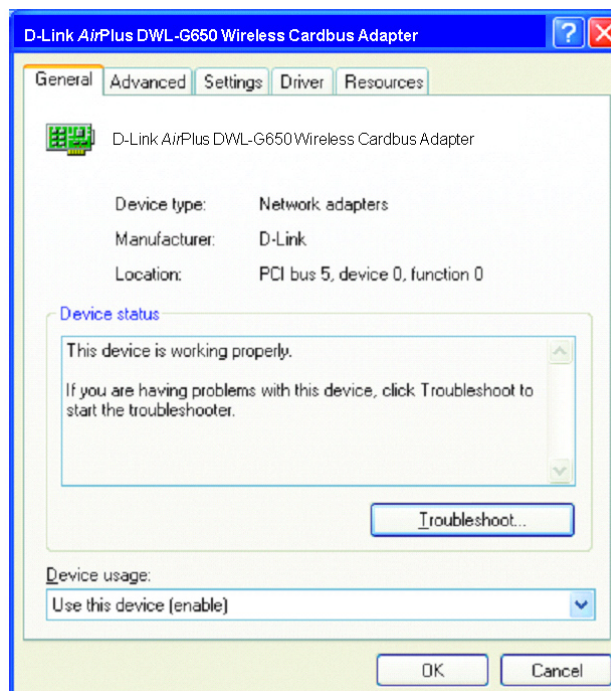 D-Link AirPlus DWL-G650 Wireless Cardbus Adapter
General Advanced Settings Driver Resources
D-Link AirPlus DWL-G650 Wireless Cardbus Adapter
Device type: Network adapters
Manufacturer: D-Link
Location: PCI bus 5, device 0, function 0
Device status
This device is working properly.
If you are having problems with this device, click Troubleshoot to
start the troubleshooter.
Troubleshoot...
Device usage:
Use this device (enable)
OK Cancel